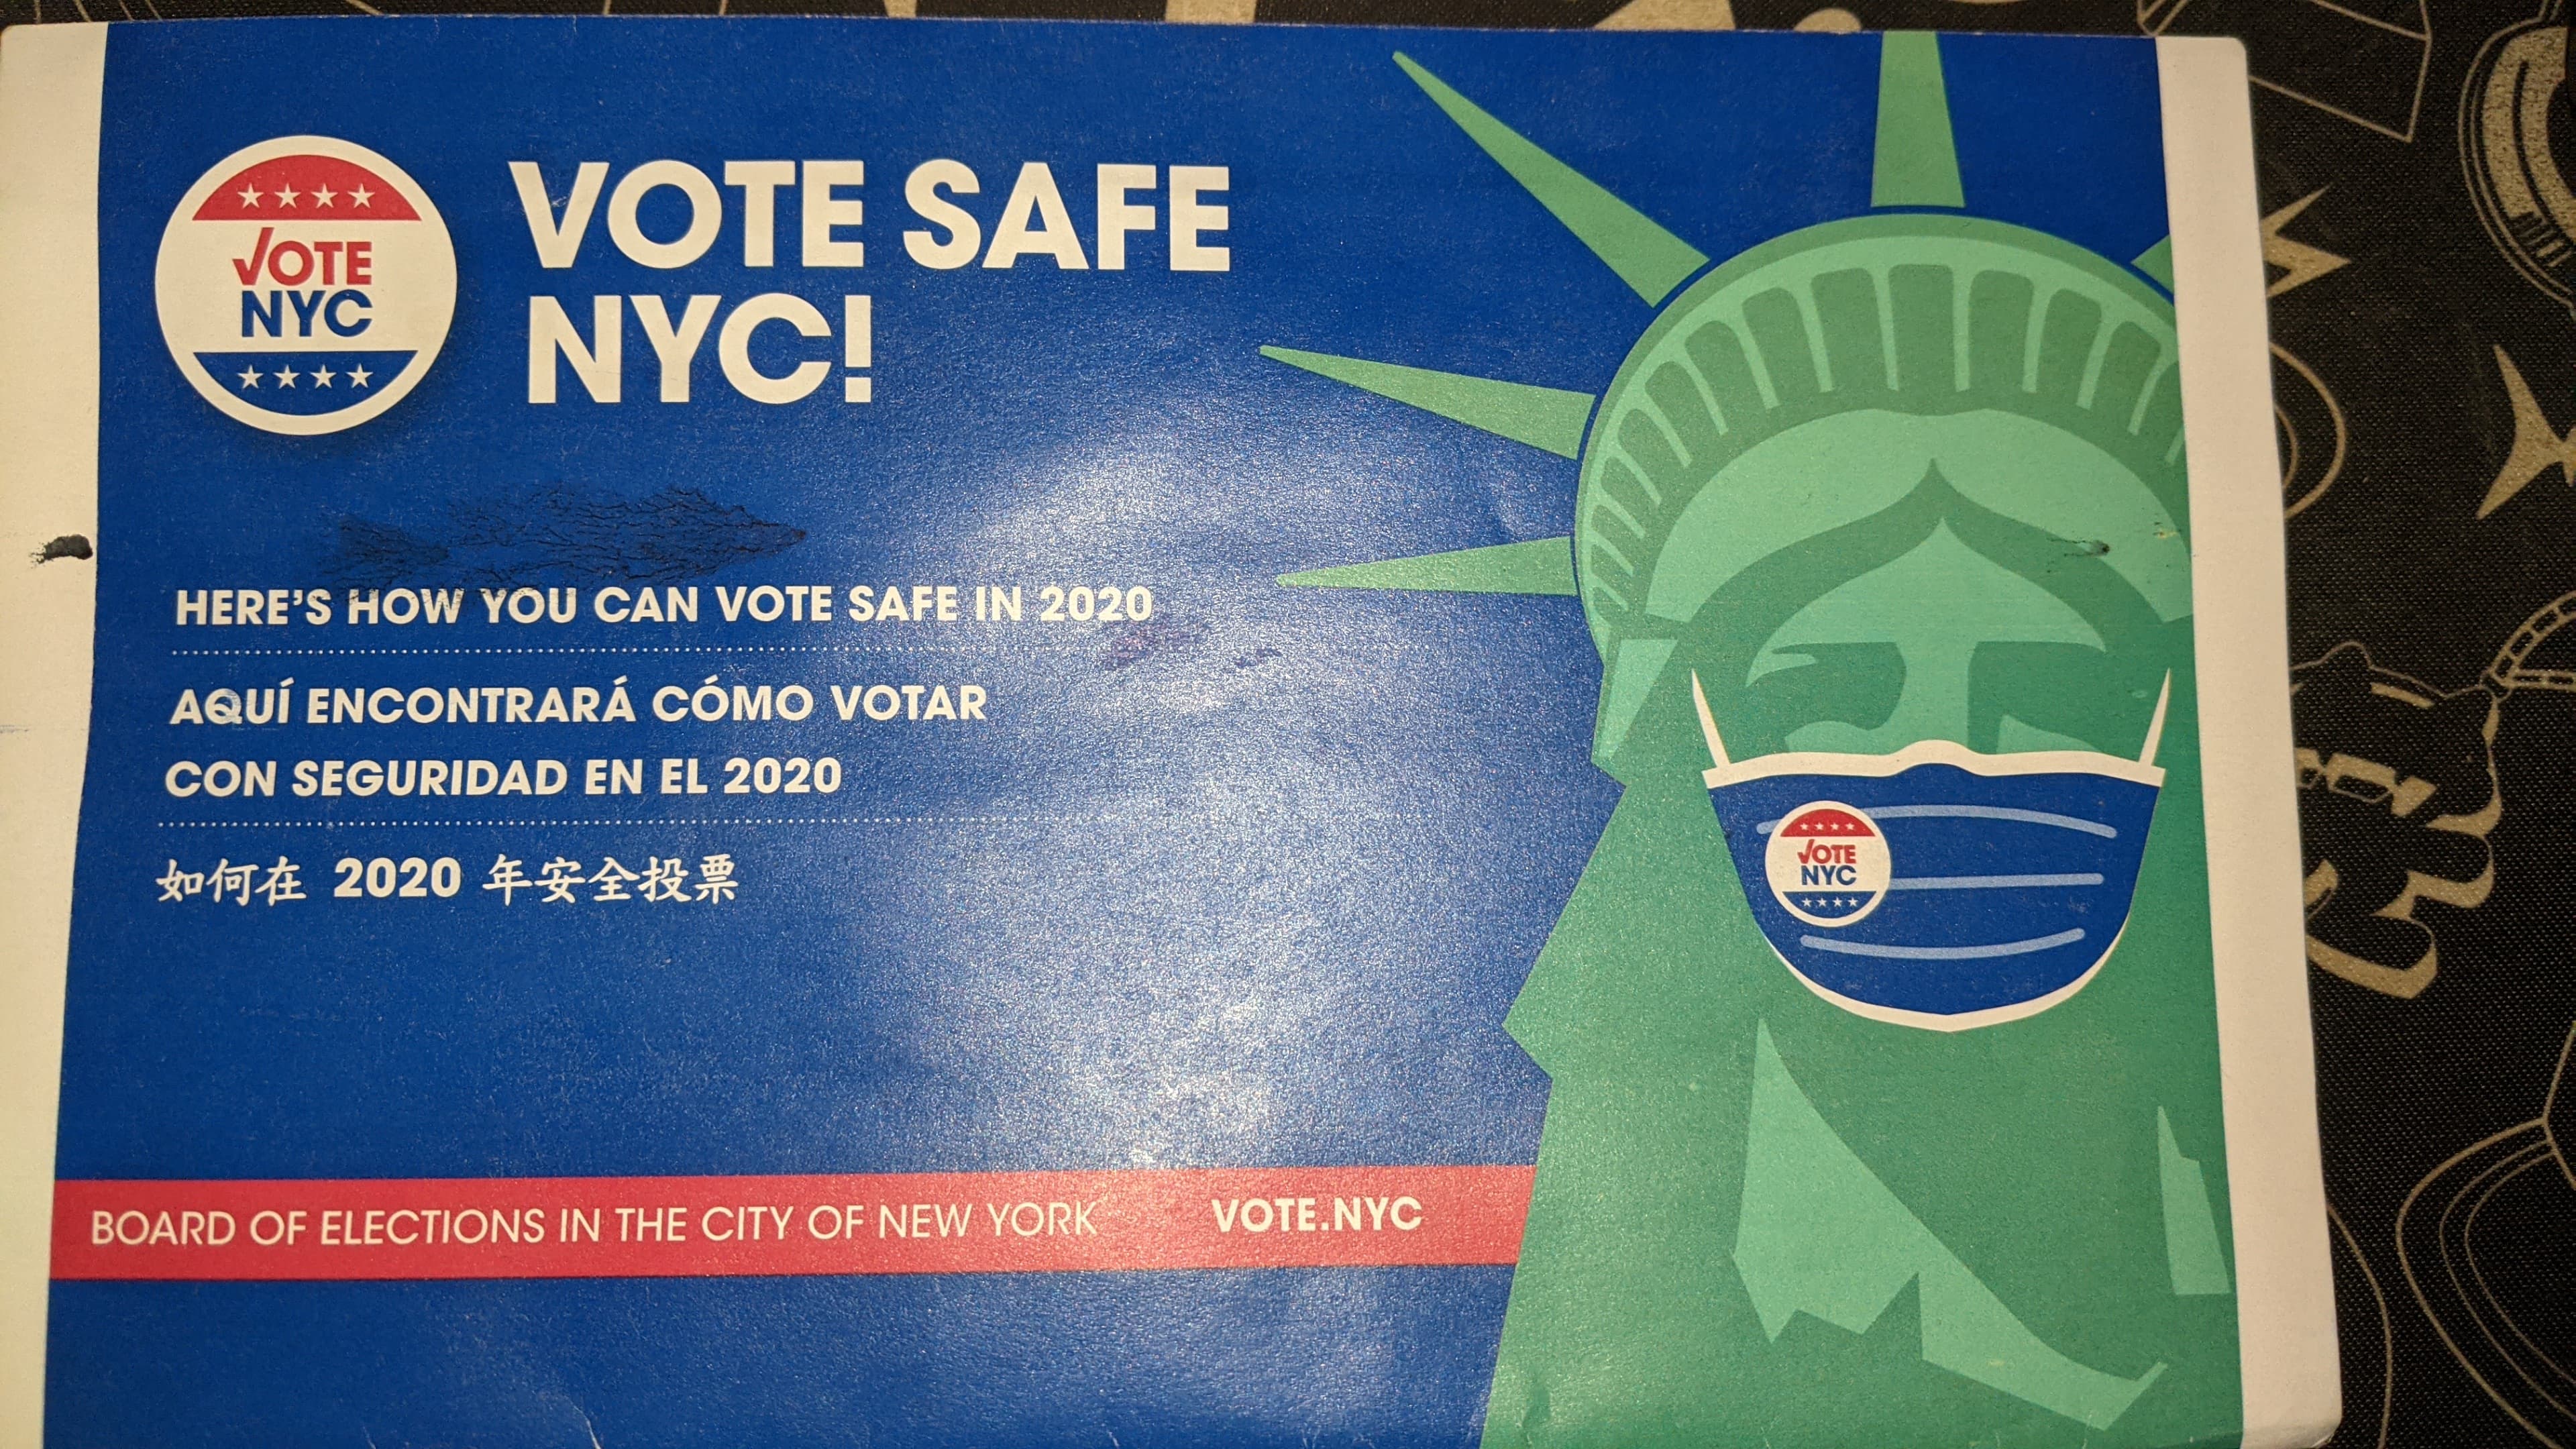 VOTE
NYC
VOTE SAFE
NYC!
HERE'S HOW YOU CAN VOTE SAFE IN 2020
AQUÍ ENCONTRARÁ CÓMO VOTAR
CON SEGURIDAD EN EL 2020
如何在 2020 年安全投票
VOTE
NYC
BOARD OF ELECTIONS IN THE CITY OF NEW YORK VOTE.NYC